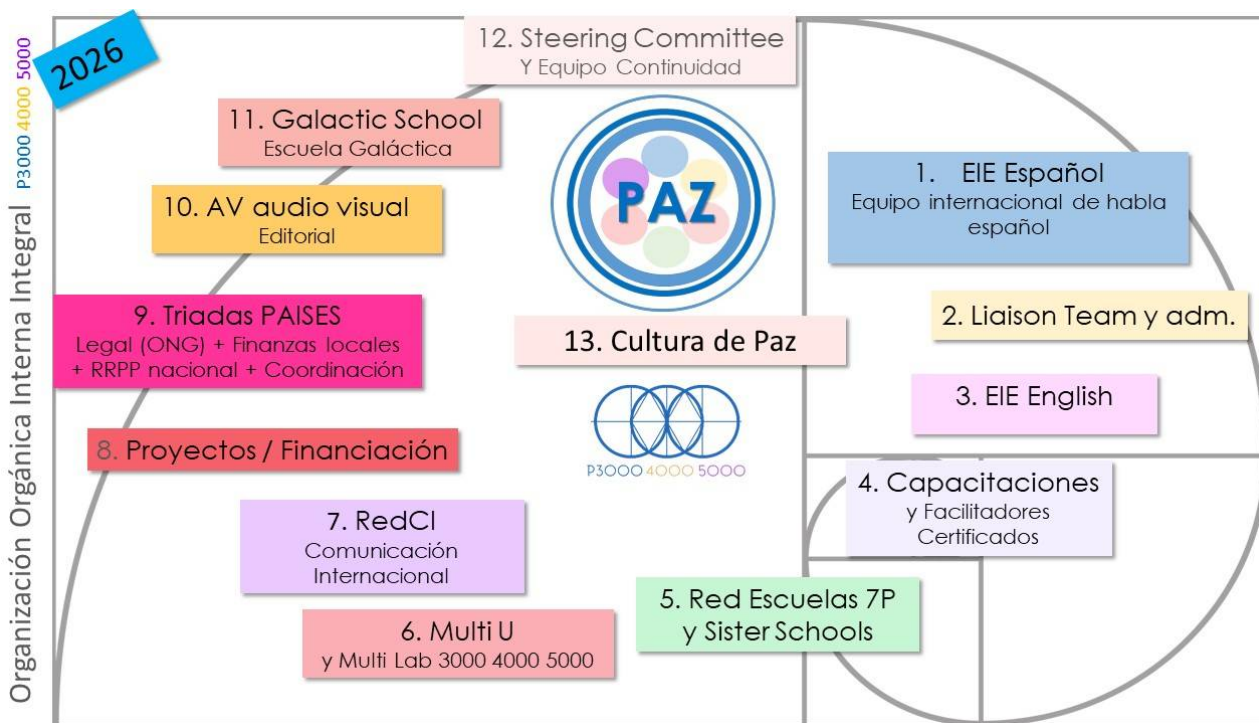 Organización Orgánica Interna Integral P3000 4000 5000
2026
12. Steering Committee
Y Equipo Continuidad
11. Galactic School
Escuela Galáctica
10. AV audio visual
Editorial
9. Triadas PAISES
Legal (ONG) + Finanzas locales
+ RRPP nacional + Coordinación
8. Proyectos / Financiación
7. RedCI
Comunicación
Internacional
6. Multi U
y Multi Lab 3000 4000 5000
PAZ
13. Cultura de Paz
P3000 4000 5000
1. EIE Español
Equipo internacional de habla
español
2. Liaison Team y adm.
3. EIE English
4. Capacitaciones
y Facilitadores
Certificados
5. Red Escuelas 7P
y Sister Schools